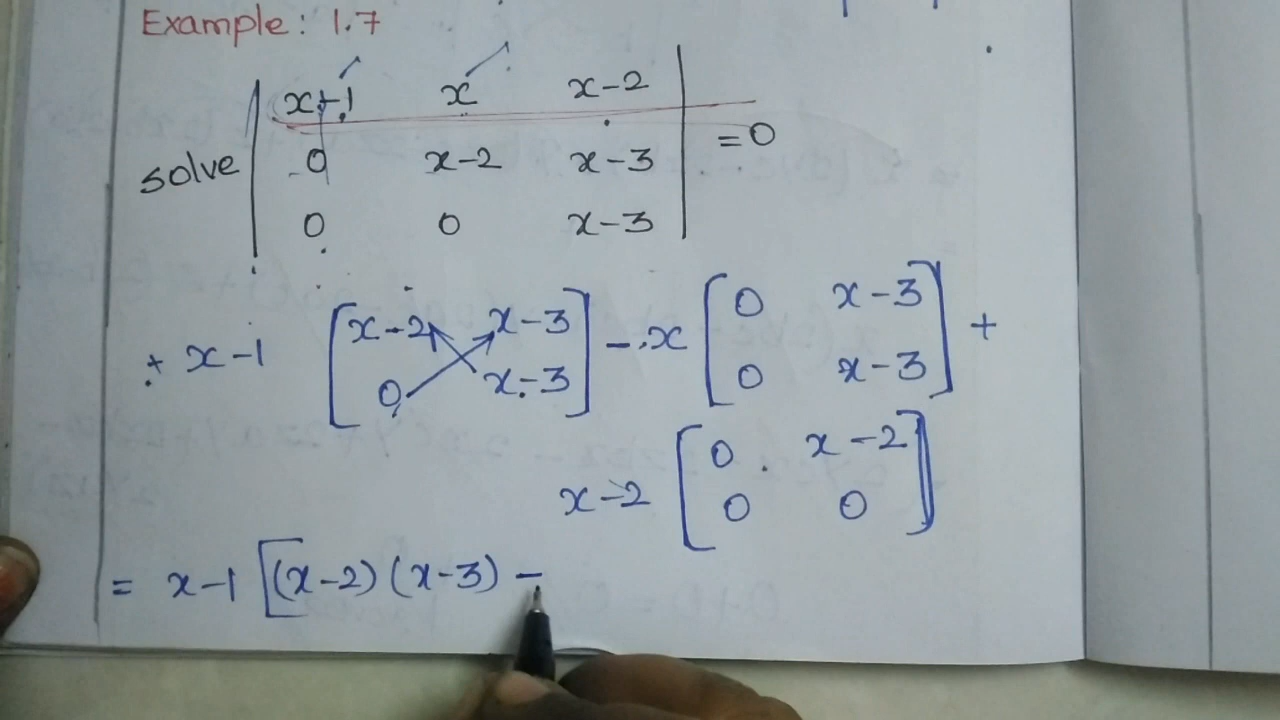 Example: 1.7
x-1 x x-2
solve 0 x-2 x-3 =0
0 0 x-3
+ x-1 [x-2 x-3 - x [0 x-3 +
0 x-3] 0 x-3]
x-2 [0 x-2
0 0]
= x-1 [(x-2) (x-3) -